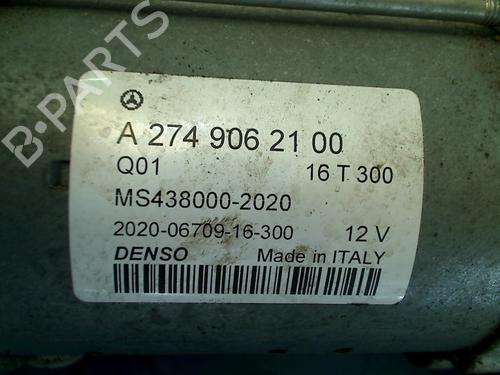 B-PARTS
A 274 906 21 00
Q01 16 T 300
MS438000-2020
2020-06709-16-300 12 V
DENSO Made in ITALY